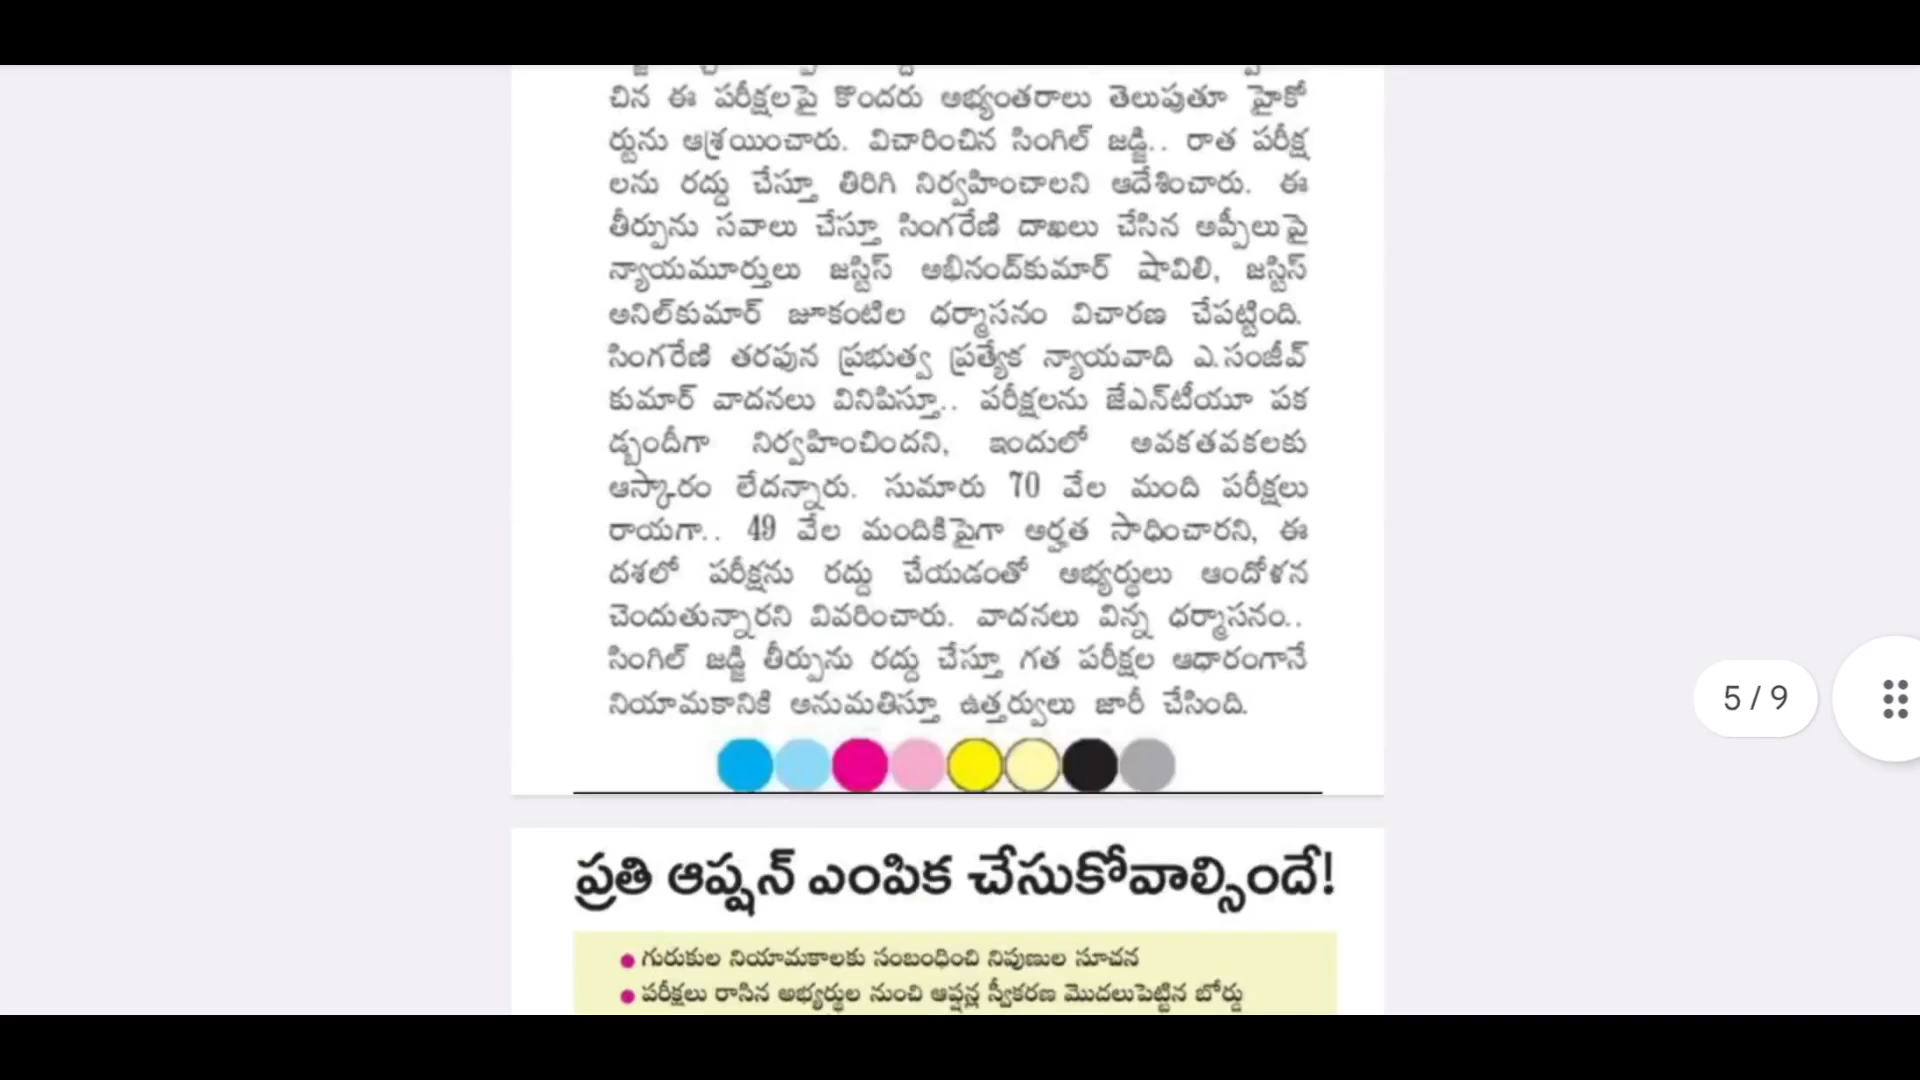 చిన ఈ పరీక్షలపై కొందరు అభ్యంతరాలు తెలుపుతూ హైకో
ర్టును ఆశ్రయించారు. విచారించిన సింగిల్ జడ్జి.. రాత పరీక్ష
లను రద్దు చేస్తూ తిరిగి నిర్వహించాలని ఆదేశించారు. ఈ
తీర్పును సవాలు చేస్తూ సింగరేణి దాఖలు చేసిన అప్పీలుపై
న్యాయమూర్తులు జస్టిస్ అభినంద్‌కుమార్ షావిలి, జస్టిస్
అనిల్‌కుమార్ జూకంటిల ధర్మాసనం విచారణ చేపట్టింది.
సింగరేణి తరఫున ప్రభుత్వ ప్రత్యేక న్యాయవాది ఎ.సంజీవ్
కుమార్ వాదనలు వినిపిస్తూ.. పరీక్షలను జేఎన్‌టీయూ పక
డ్బందీగా నిర్వహించిందని, ఇందులో అవకతవకలకు
ఆస్కారం లేదన్నారు. సుమారు 70 వేల మంది పరీక్షలు
రాయగా.. 49 వేల మందికిపైగా అర్హత సాధించారని, ఈ
దశలో పరీక్షను రద్దు చేయడంతో అభ్యర్థులు ఆందోళన
చెందుతున్నారని వివరించారు. వాదనలు విన్న ధర్మాసనం..
సింగిల్ జడ్జి తీర్పును రద్దు చేస్తూ గత పరీక్షల ఆధారంగానే
నియామకానికి అనుమతిస్తూ ఉత్తర్వులు జారీ చేసింది.
5 / 9
ప్రతి ఆప్షన్ ఎంపిక చేసుకోవాల్సిందే!
● గురుకుల నియామకాలకు సంబంధించి నిపుణుల సూచన
● పరీక్షలు రాసిన అభ్యర్థుల నుంచి ఆప్షన్ల స్వీకరణ మొదలుపెట్టిన బోర్డు